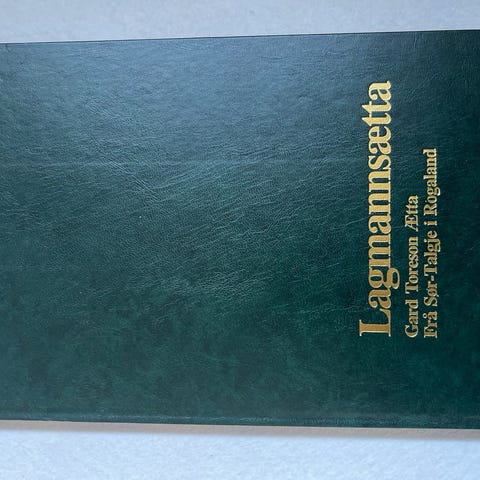 Lagmannsætta
Gard Toreson Ætta
Frå Sør-Talgje i Rogaland